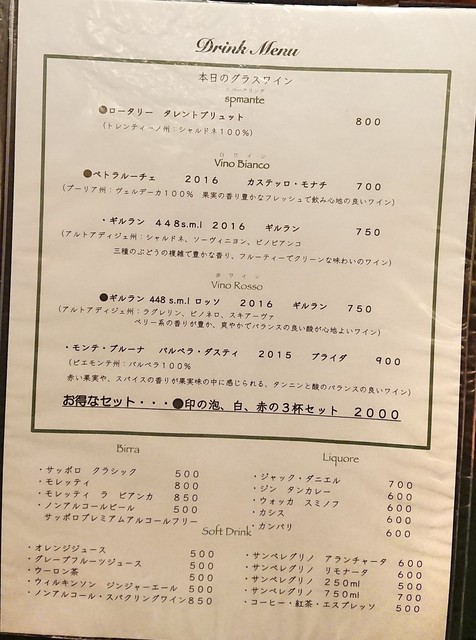 Drink Menu
本日のグラスワイン
スパークリング
spmante
●ロータリー タレントブリュット 800
(トレンティーノ州：シャルドネ100%)
白ワイン
Vino Bianco
●ペトラルーチェ 2016 カステッロ・モナチ 700
(プーリア州：ヴェルデーカ100% 果実の香り豊かなフレッシュで飲み心地の良いワイン)
・ギルラン 448s.m.l 2016 ギルラン 750
(アルトアディジェ州：シャルドネ、ソーヴィニヨン、ピノビアンコ
三種のぶどうの複雑で豊かな香り、フルーティーでクリーンな味わいのワイン)
赤ワイン
Vino Rosso
●ギルラン 448 s.m.l ロッソ 2016 ギルラン 750
(アルトアディジェ州：ラグレリン、ピノネロ、スキアーヴァ
ベリー系の香りが豊か、爽やかでバランスの良い酸が心地よいワイン)
・モンテ・ブルーナ バルベラ・ダスティ 2015 ブライダ 900
(ピエモンテ州：バルベラ100%
赤い果実や、スパイスの香りが果実味の中に感じられる、タンニンと酸のバランスの良いワイン)
お得なセット・・・●印の泡、白、赤の3杯セット 2000
Birra
・サッポロ クラシック 500
・モレッティ 800
・モレッティ ラ ビアンカ 850
・ノンアルコールビール 500
サッポロプレミアムアルコールフリー
Liquore
・ジャック・ダニエル 700
・ジン タンカレー 600
・ウォッカ スミノフ 600
・カシス 600
・カンパリ 600
Soft Drink
・オレンジジュース 500
・グレープフルーツジュース 500
・ウーロン茶 500
・ウィルキンソン ジンジャーエール 500
・ノンアルコール・スパークリングワイン850
・サンペレグリノ アランチャータ 600
・サンペレグリノ リモナータ 600
・サンペレグリノ 250ml 500
・サンペレグリノ 750ml 700
・コーヒー・紅茶・エスプレッソ 500